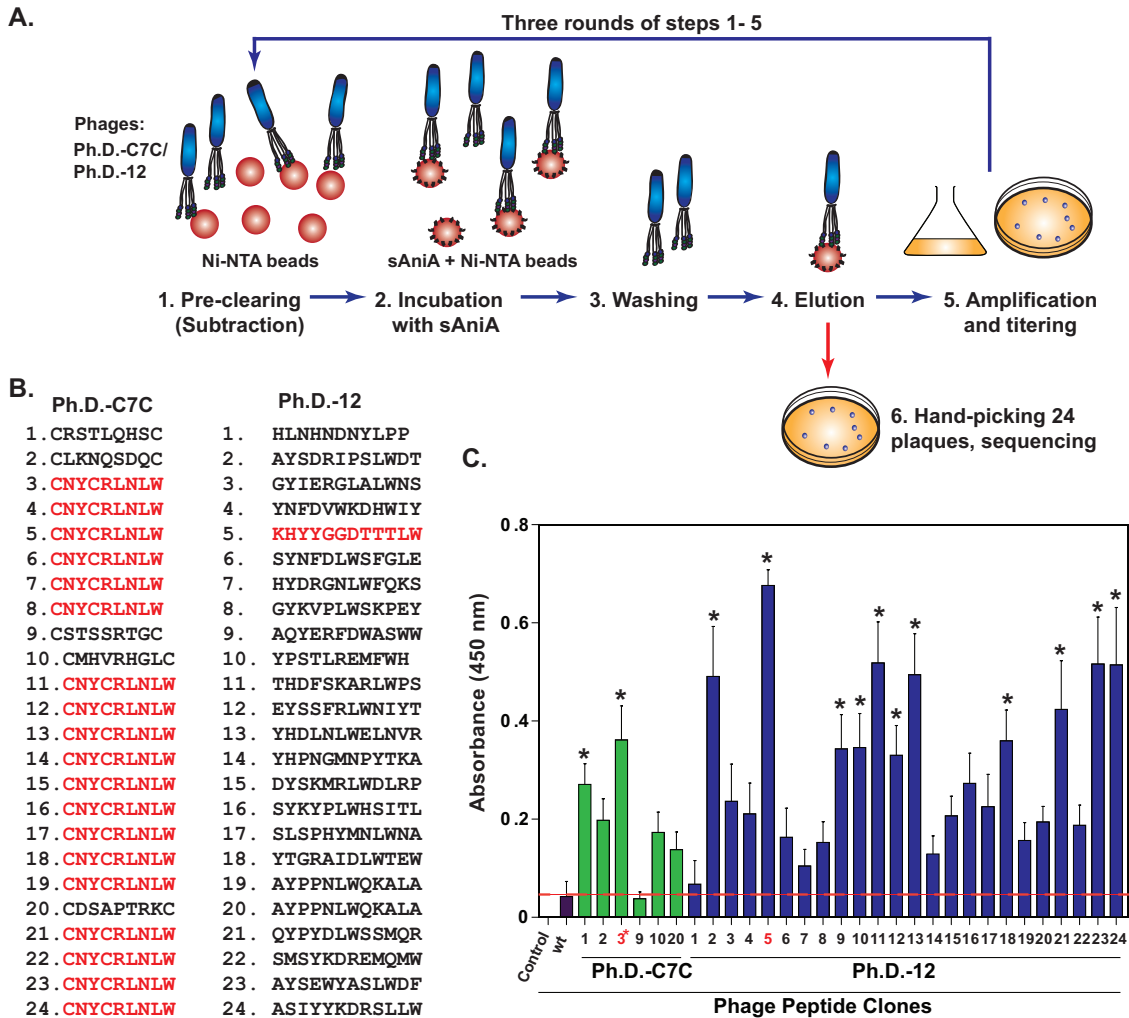 A.
Three rounds of steps 1- 5
Phages:
Ph.D.-C7C/
Ph.D.-12
Ni-NTA beads
sAniA + Ni-NTA beads
1. Pre-clearing
(Subtraction)
2. Incubation
with sAniA
3. Washing
4. Elution
5. Amplification
and titering
6. Hand-picking 24
plaques, sequencing
B.
Ph.D.-C7C
1.CRSTLQHSC
2.CLKNQSDQC
3.CNYCRLNLW
4.CNYCRLNLW
5.CNYCRLNLW
6.CNYCRLNLW
7.CNYCRLNLW
8.CNYCRLNLW
9.CSTSSRTGC
10.CMHVRHGLC
11.CNYCRLNLW
12.CNYCRLNLW
13.CNYCRLNLW
14.CNYCRLNLW
15.CNYCRLNLW
16.CNYCRLNLW
17.CNYCRLNLW
18.CNYCRLNLW
19.CNYCRLNLW
20.CDSAPTRKC
21.CNYCRLNLW
22.CNYCRLNLW
23.CNYCRLNLW
24.CNYCRLNLW
Ph.D.-12
1. HLNHNDNYLPP
2. AYSDRIPSLWDT
3. GYIERGLALWNS
4. YNFDVWKDHWIY
5. KHYYGGDTTTLW
6. SYNFDLWSFGLE
7. HYDRGNLWFQKS
8. GYKVPLWSKPEY
9. AQYERFDWASWW
10. YPSTLREMFWH
11. THDFSKARLWPS
12. EYSSFRLWNIYT
13. HYDLNLWELNVR
14. YHPNGMNPYTKA
15. DYSKMRLWDLRP
16. SYKYPLWHSITL
17. SLSPHYMNLWNA
18. YTGRAIDLWTEW
19. AYPPNLWQKALA
20. AYPPNLWQKALA
21. QYPYDLWSSMQR
22. SMSYKDREMQMW
23. AYSEWYASLWDF
24. ASIYYKDRSLLW
C.
Absorbance (450 nm)
0.8
0.6
0.4
0.2
0
* * * * * * * * * * * *
Control wt 1 2 3* 9 10 20 1 2 3 4 5 6 7 8 9 10 11 12 13 14 15 16 17 18 19 20 21 22 23 24
Ph.D.-C7C Ph.D.-12
Phage Peptide Clones